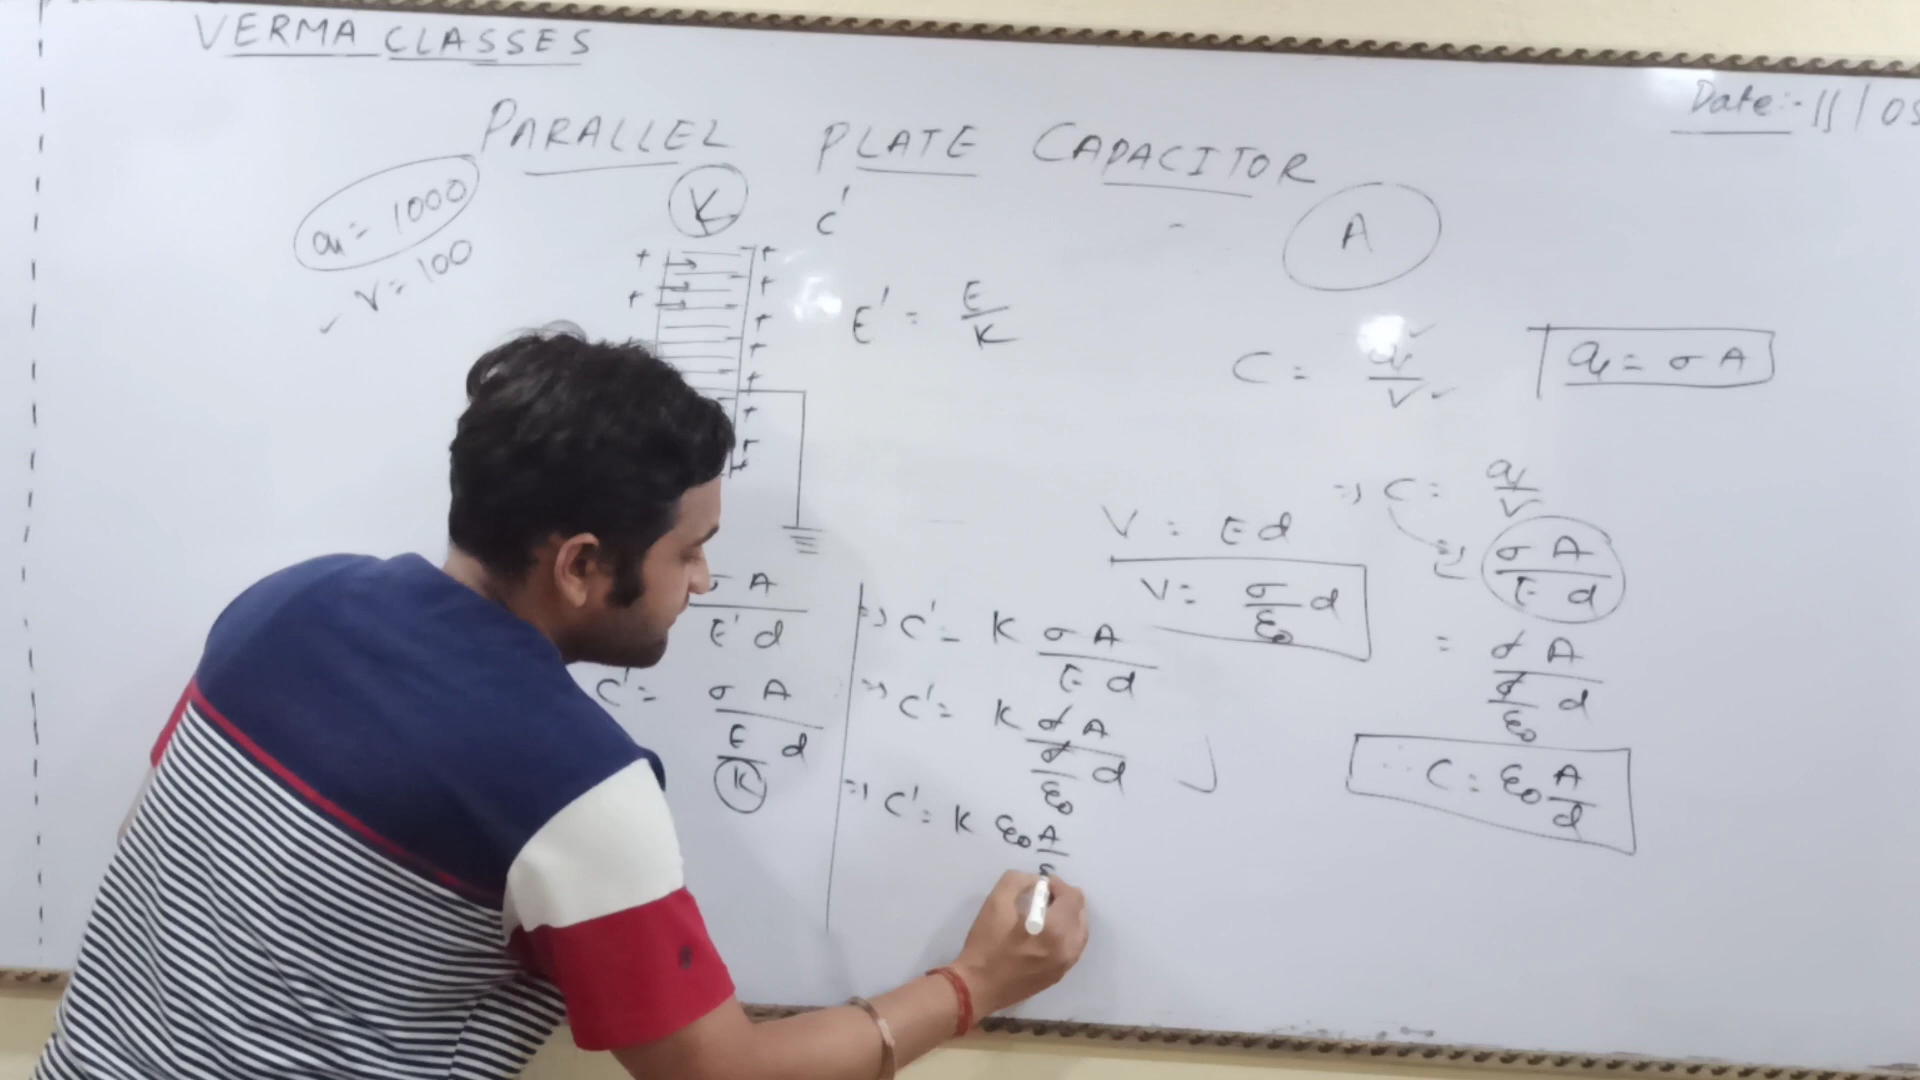 VERMA CLASSES
Date:- 11/05
PARALLEL PLATE CAPACITOR
q = 1000
V = 100
K
C'
A
E' = E/K
C = q/V
q = σ A
⇒ C = q/V
⇒ σ A / E d
= σ A / σ/ε₀ d
∴ C = ε₀ A/d
V = E d
V = σ/ε₀ d
σ A / E' d
C' = σ A / E/K d
⇒ C' = K σ A / E d
⇒ C' = K σ A / σ/ε₀ d
⇒ C' = K ε₀ A